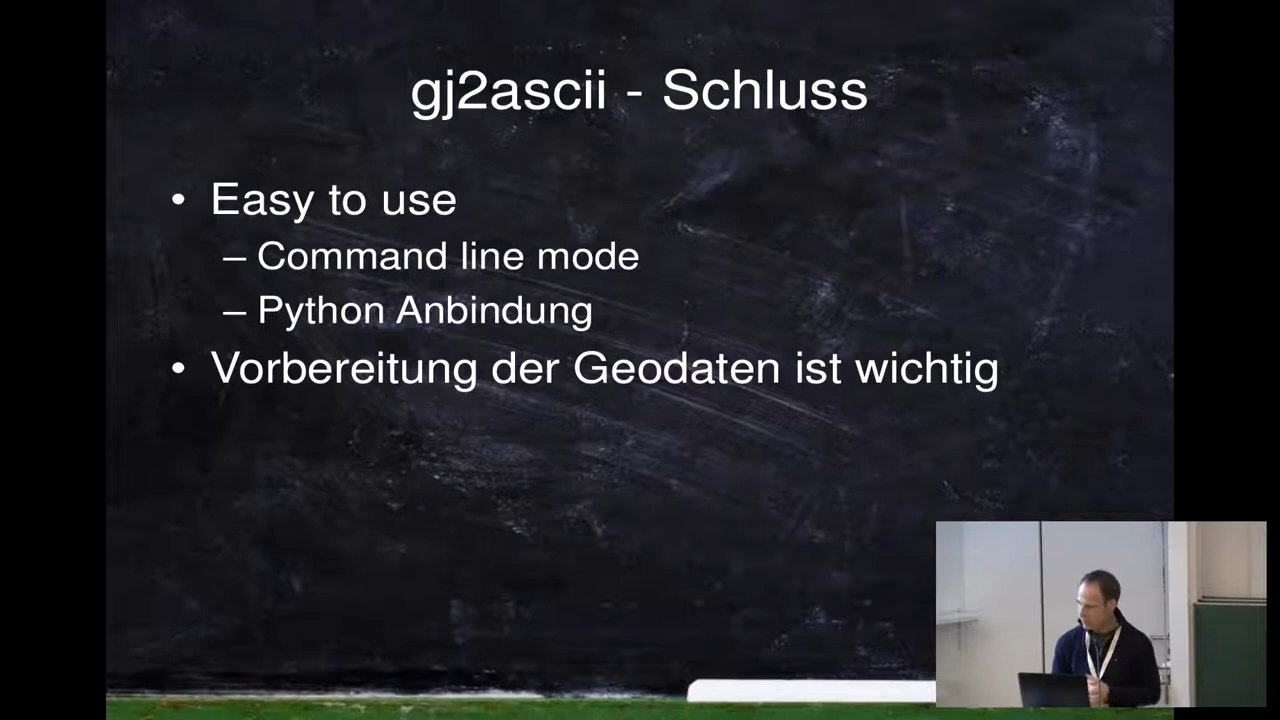 gj2ascii - Schluss
• Easy to use
– Command line mode
– Python Anbindung
• Vorbereitung der Geodaten ist wichtig